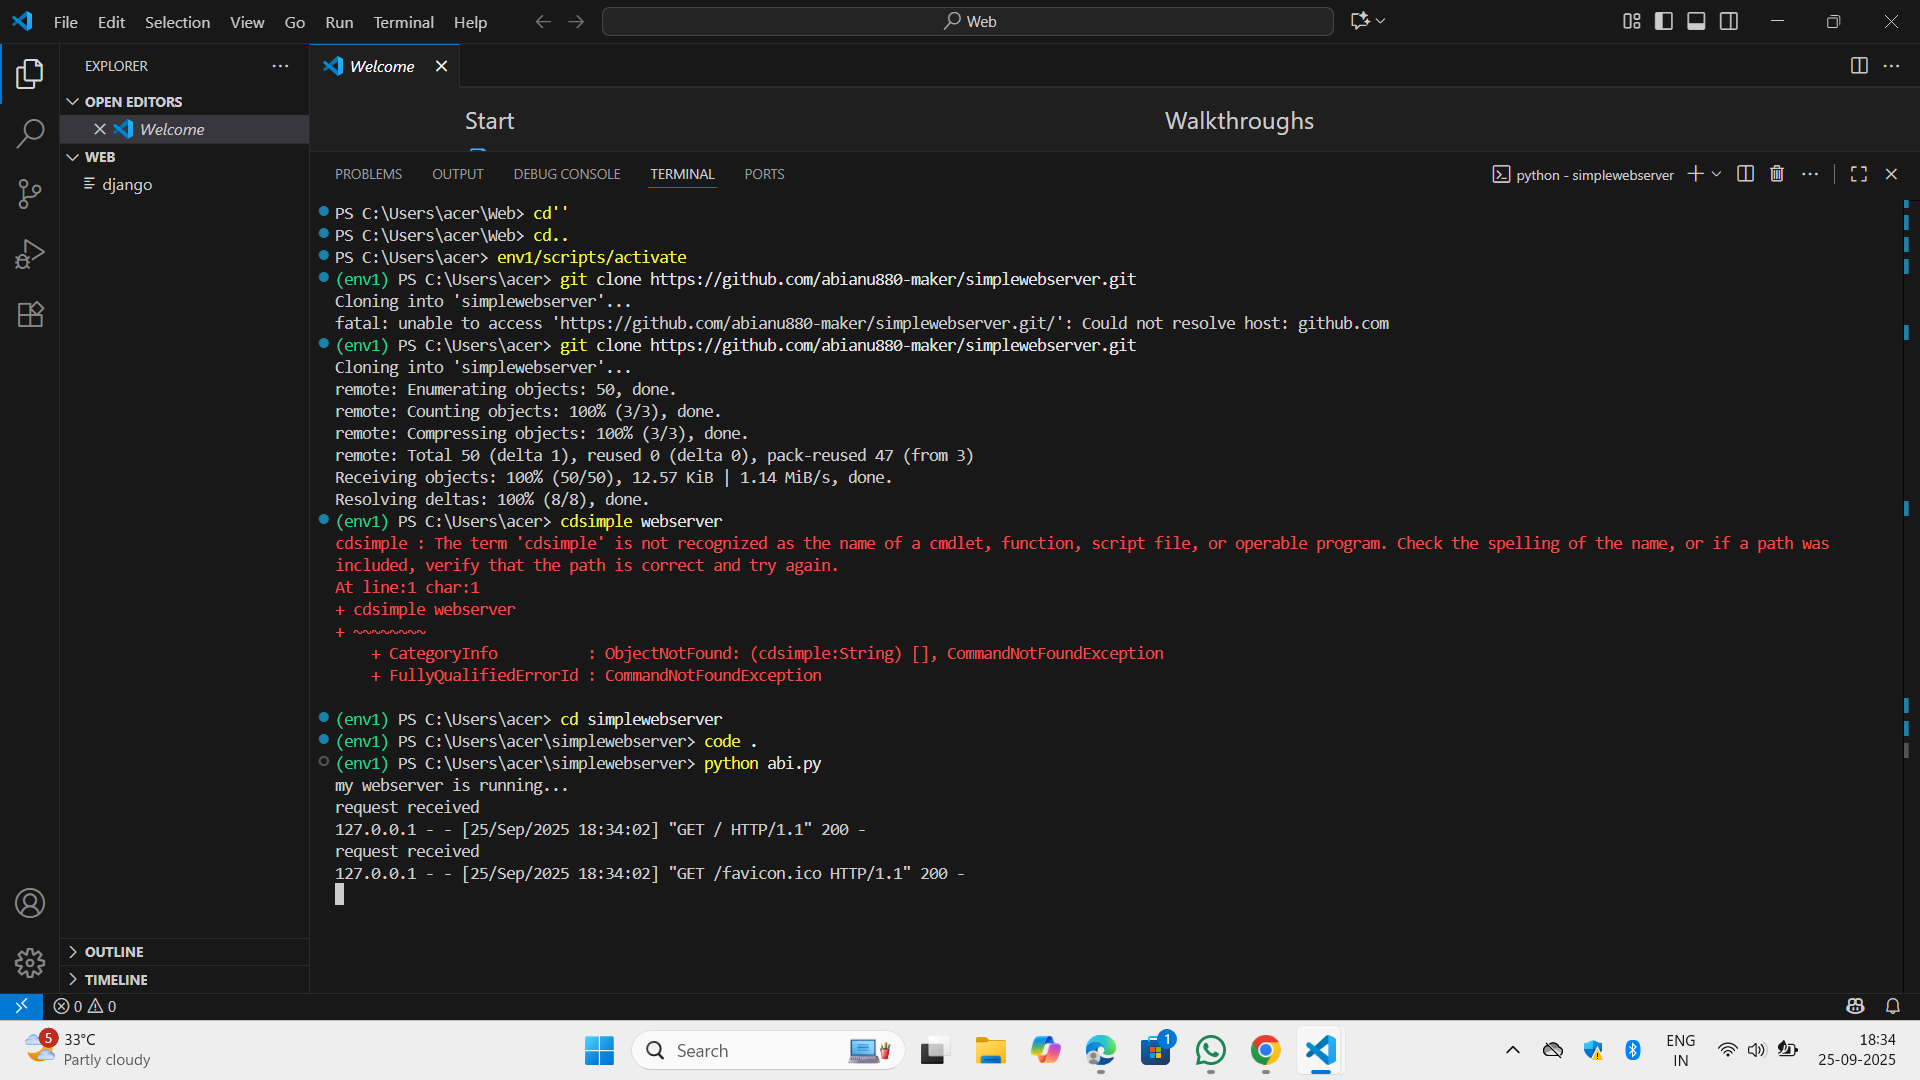 File Edit Selection View Go Run Terminal Help
Web
EXPLORER
Welcome
OPEN EDITORS
Welcome
WEB
django
Start
Walkthroughs
PROBLEMS OUTPUT DEBUG CONSOLE TERMINAL PORTS
python - simplewebserver
PS C:\Users\acer\Web> cd''
PS C:\Users\acer\Web> cd..
PS C:\Users\acer> env1/scripts/activate
(env1) PS C:\Users\acer> git clone https://github.com/abianu880-maker/simplewebserver.git
Cloning into 'simplewebserver'...
fatal: unable to access 'https://github.com/abianu880-maker/simplewebserver.git/': Could not resolve host: github.com
(env1) PS C:\Users\acer> git clone https://github.com/abianu880-maker/simplewebserver.git
Cloning into 'simplewebserver'...
remote: Enumerating objects: 50, done.
remote: Counting objects: 100% (3/3), done.
remote: Compressing objects: 100% (3/3), done.
remote: Total 50 (delta 1), reused 0 (delta 0), pack-reused 47 (from 3)
Receiving objects: 100% (50/50), 12.57 KiB | 1.14 MiB/s, done.
Resolving deltas: 100% (8/8), done.
(env1) PS C:\Users\acer> cdsimple webserver
cdsimple : The term 'cdsimple' is not recognized as the name of a cmdlet, function, script file, or operable program. Check the spelling of the name, or if a path was
included, verify that the path is correct and try again.
At line:1 char:1
+ cdsimple webserver
+ ~~~~~~~~
+ CategoryInfo : ObjectNotFound: (cdsimple:String) [], CommandNotFoundException
+ FullyQualifiedErrorId : CommandNotFoundException
(env1) PS C:\Users\acer> cd simplewebserver
(env1) PS C:\Users\acer\simplewebserver> code .
(env1) PS C:\Users\acer\simplewebserver> python abi.py
my webserver is running...
request received
127.0.0.1 - - [25/Sep/2025 18:34:02] "GET / HTTP/1.1" 200 -
request received
127.0.0.1 - - [25/Sep/2025 18:34:02] "GET /favicon.ico HTTP/1.1" 200 -
OUTLINE
TIMELINE
0 0
5
33°C
Partly cloudy
Search
1
ENG
IN
18:34
25-09-2025